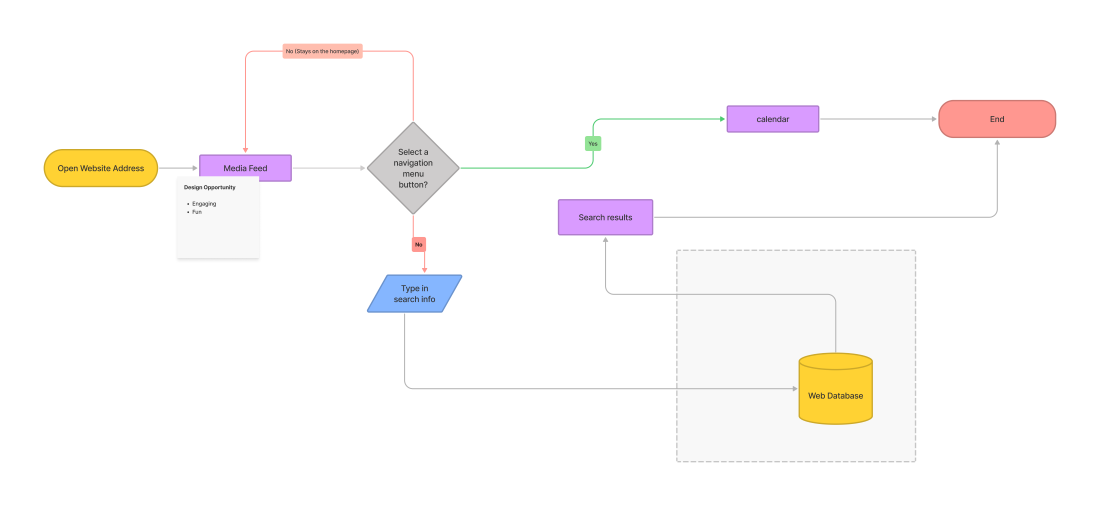 No (Stays on the homepage)
Open Website Address
Media Feed
Design Opportunity
• Engaging
• Fun
Select a
navigation
menu
button?
Yes
calendar
End
No
Type in
search info
Search results
Web Database